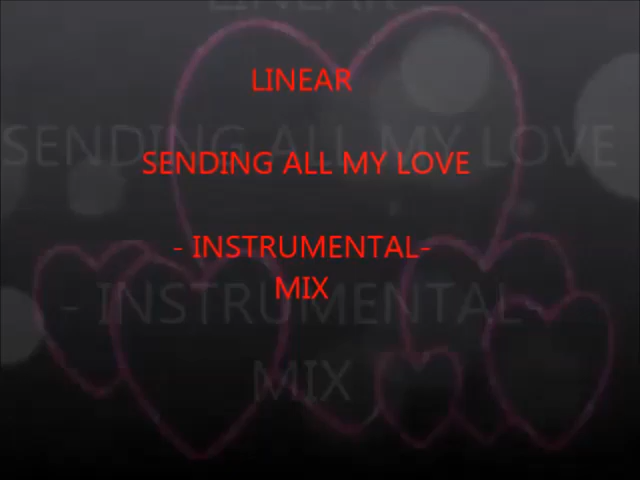 LINEAR
SENDING ALL MY LOVE
- INSTRUMENTAL-
MIX